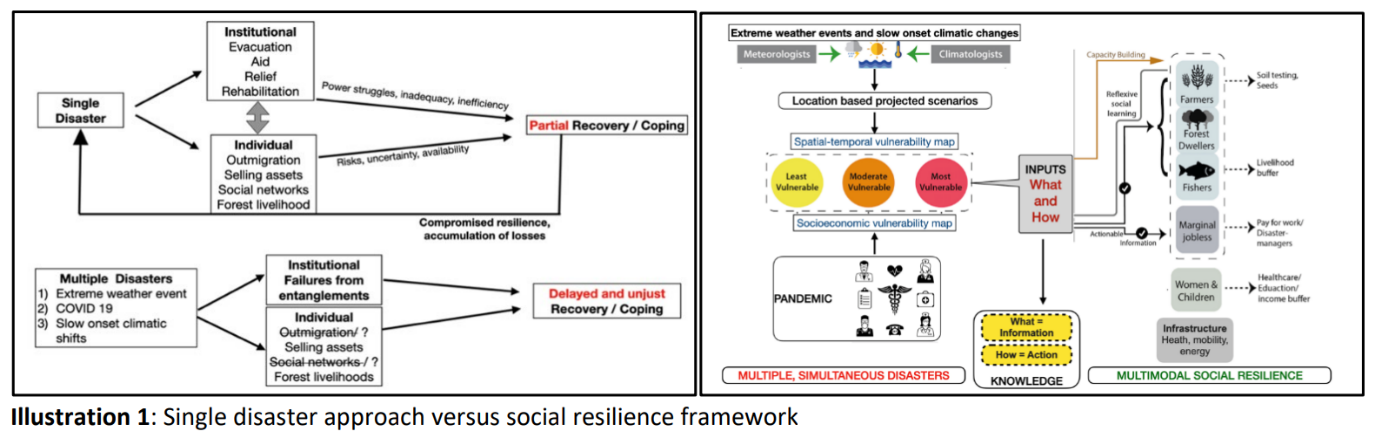 Single
Disaster
Institutional
Evacuation
Aid
Relief
Rehabilitation
Individual
Outmigration
Selling assets
Social networks
Forest livelihood
Power struggles, inadequacy, inefficiency
Risks, uncertainty, availability
Partial Recovery / Coping
Compromised resilience,
accumulation of losses
Multiple Disasters
1) Extreme weather event
2) COVID 19
3) Slow onset climatic
shifts
Institutional
Failures from
entanglements
Individual
Outmigration/ ?
Selling assets
Social networks / ?
Forest livelihoods
Delayed and unjust
Recovery / Coping
Extreme weather events and slow onset climatic changes
Meteorologists
Climatologists
Location based projected scenarios
Spatial-temporal vulnerability map
Least
Vulnerable
Moderate
Vulnerable
Most
Vulnerable
Socioeconomic vulnerability map
PANDEMIC
MULTIPLE, SIMULTANEOUS DISASTERS
INPUTS
What
and
How
What =
Information
How = Action
KNOWLEDGE
Capacity Building
Reflexive
social
learning
Actionable
Information
Farmers
Forest
Dwellers
Fishers
Marginal
jobless
Women &
Children
Infrastructure
Heath, mobility,
energy
Soil testing,
Seeds
Livelihood
buffer
Pay for work/
Disaster-
managers
Healthcare/
Eduaction/
income buffer
MULTIMODAL SOCIAL RESILIENCE
Illustration 1: Single disaster approach versus social resilience framework